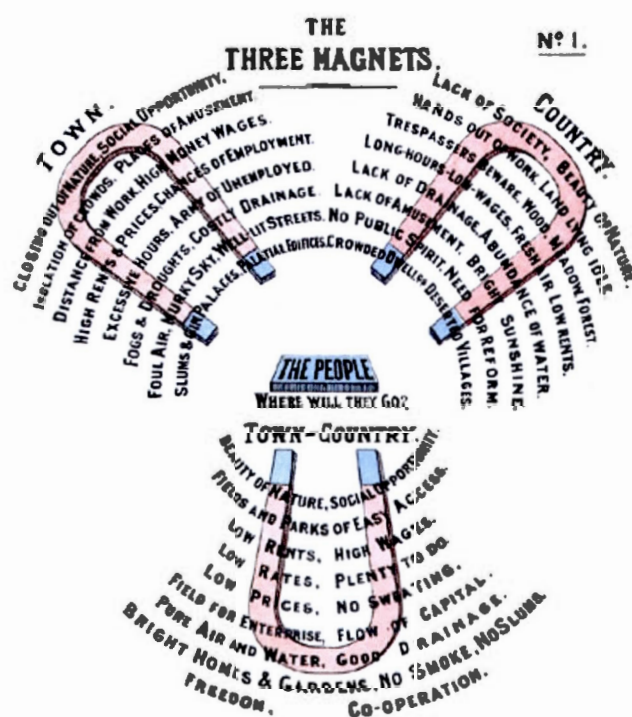 THE
THREE MAGNETS.
Nº 1.
TOWN.
CLOSING OUT OF NATURE. SOCIAL OPPORTUNITY.
ISOLATION OF CROWDS. PLACES OF AMUSEMENT.
DISTANCE FROM WORK. HIGH MONEY WAGES.
HIGH RENTS & PRICES. CHANCES OF EMPLOYMENT.
EXCESSIVE HOURS. ARMY OF UNEMPLOYED.
FOGS & DROUGHTS. COSTLY DRAINAGE.
FOUL AIR. MURKY SKY. WELL-LIT STREETS.
SLUMS & GIN PALACES. PALATIAL EDIFICES.
COUNTRY.
LACK OF SOCIETY. BEAUTY OF NATURE.
HANDS OUT OF WORK. LAND LYING IDLE.
TRESPASSERS BEWARE. WOOD, MEADOW, FOREST.
LONG-HOURS-LOW-WAGES. FRESH AIR LOW RENTS.
LACK OF DRAINAGE. ABUNDANCE OF WATER.
LACK OF AMUSEMENT. BRIGHT SUNSHINE.
NO PUBLIC SPIRIT. NEED FOR REFORM.
CROWDED DWELLGS DESERTED VILLAGES.
THE PEOPLE
WHERE WILL THEY GO?
TOWN-COUNTRY.
BEAUTY OF NATURE, SOCIAL OPPORTUNITY.
FIELDS AND PARKS OF EASY ACCESS.
LOW RENTS, HIGH WAGES.
LOW RATES, PLENTY TO DO.
LOW PRICES, NO SWEATING.
FIELD FOR ENTERPRISE, FLOW OF CAPITAL.
PURE AIR AND WATER, GOOD DRAINAGE.
BRIGHT HOMES & GARDENS, NO SMOKE, NO SLUMS.
FREEDOM. CO-OPERATION.